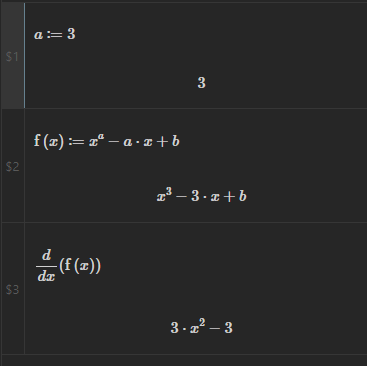 $1
a := 3
3
$2
f (x) := x^a − a · x + b
x^3 − 3 · x + b
$3
d/dx (f (x))
3 · x^2 − 3